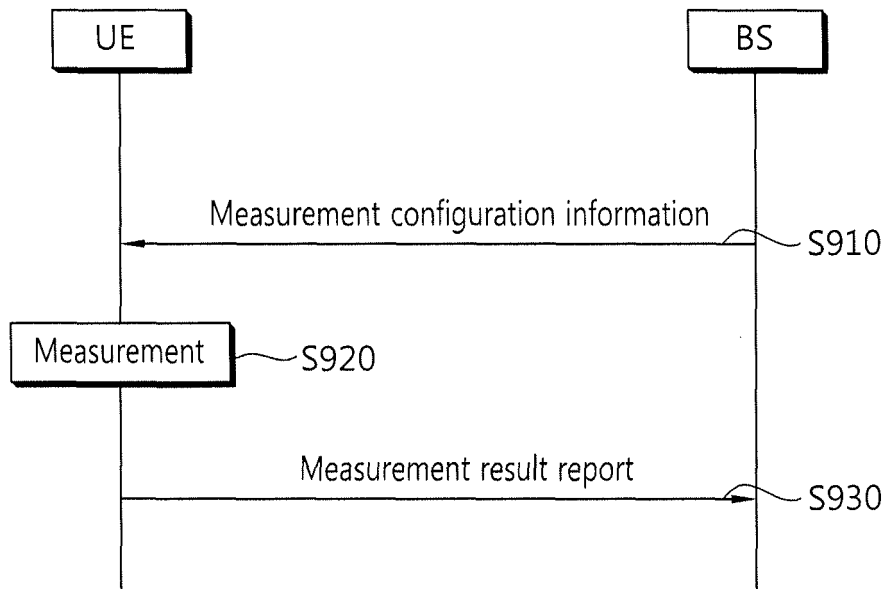 UE
BS
Measurement configuration information
S910
Measurement
S920
Measurement result report
S930